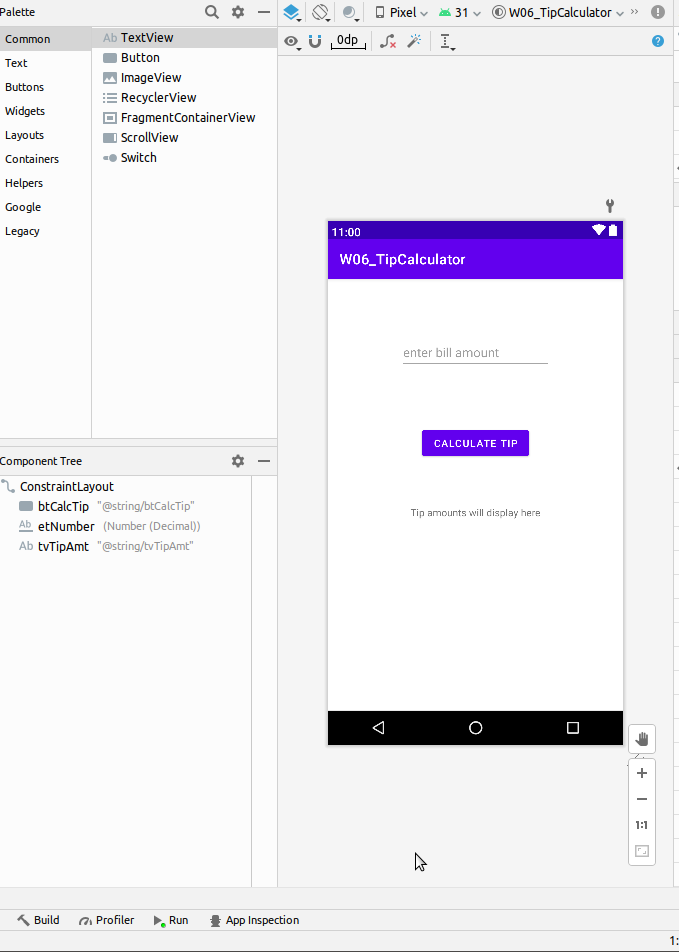 Palette
Pixel 31 W06_TipCalculator
Common
Text
Buttons
Widgets
Layouts
Containers
Helpers
Google
Legacy
Ab TextView
Button
ImageView
RecyclerView
FragmentContainerView
ScrollView
Switch
0dp
?
11:00
W06_TipCalculator
enter bill amount
CALCULATE TIP
Tip amounts will display here
Component Tree
ConstraintLayout
btCalcTip "@string/btCalcTip"
Ab etNumber (Number (Decimal))
Ab tvTipAmt "@string/tvTipAmt"
1:1
Build Profiler Run App Inspection
1: